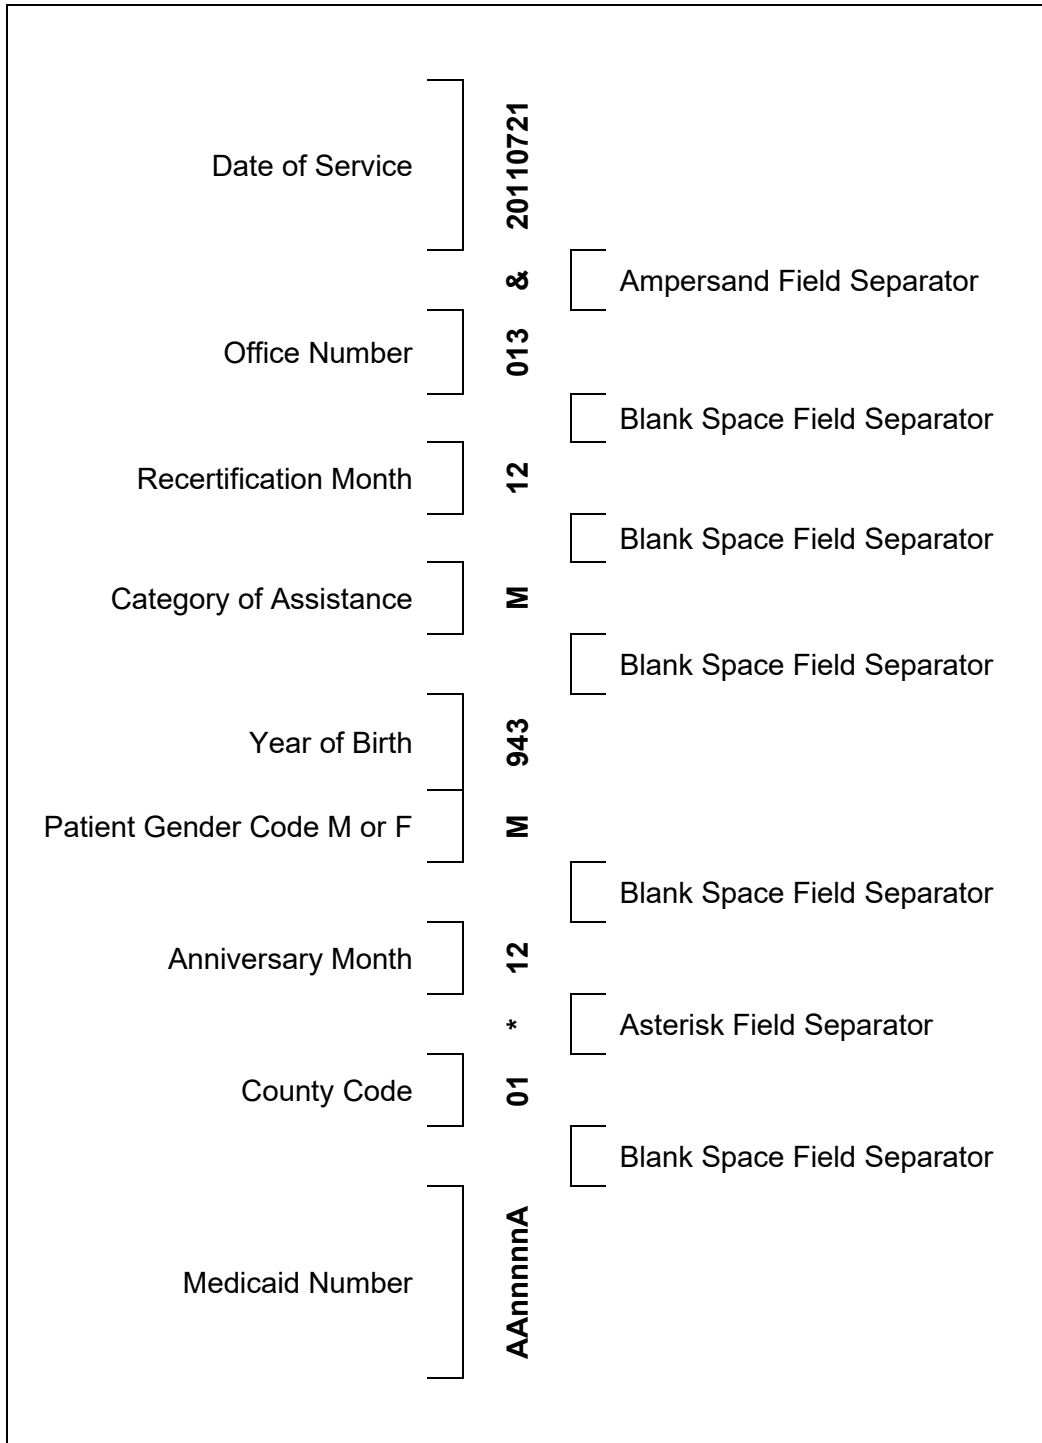 Date of Service
20110721
&
Ampersand Field Separator
Office Number
013
Blank Space Field Separator
Recertification Month
12
Blank Space Field Separator
Category of Assistance
M
Blank Space Field Separator
Year of Birth
943
Patient Gender Code M or F
M
Blank Space Field Separator
Anniversary Month
12
*
Asterisk Field Separator
County Code
01
Blank Space Field Separator
Medicaid Number
AAnnnnnA